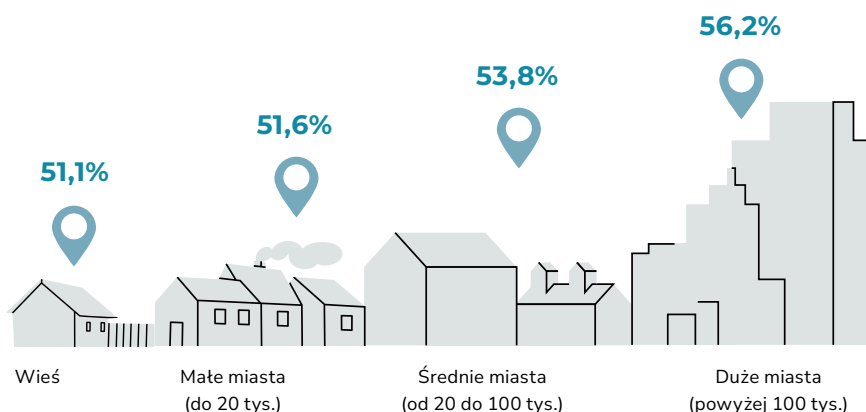 56,2%
53,8%
51,6%
51,1%
Wieś
Małe miasta
(do 20 tys.)
Średnie miasta
(od 20 do 100 tys.)
Duże miasta
(powyżej 100 tys.)